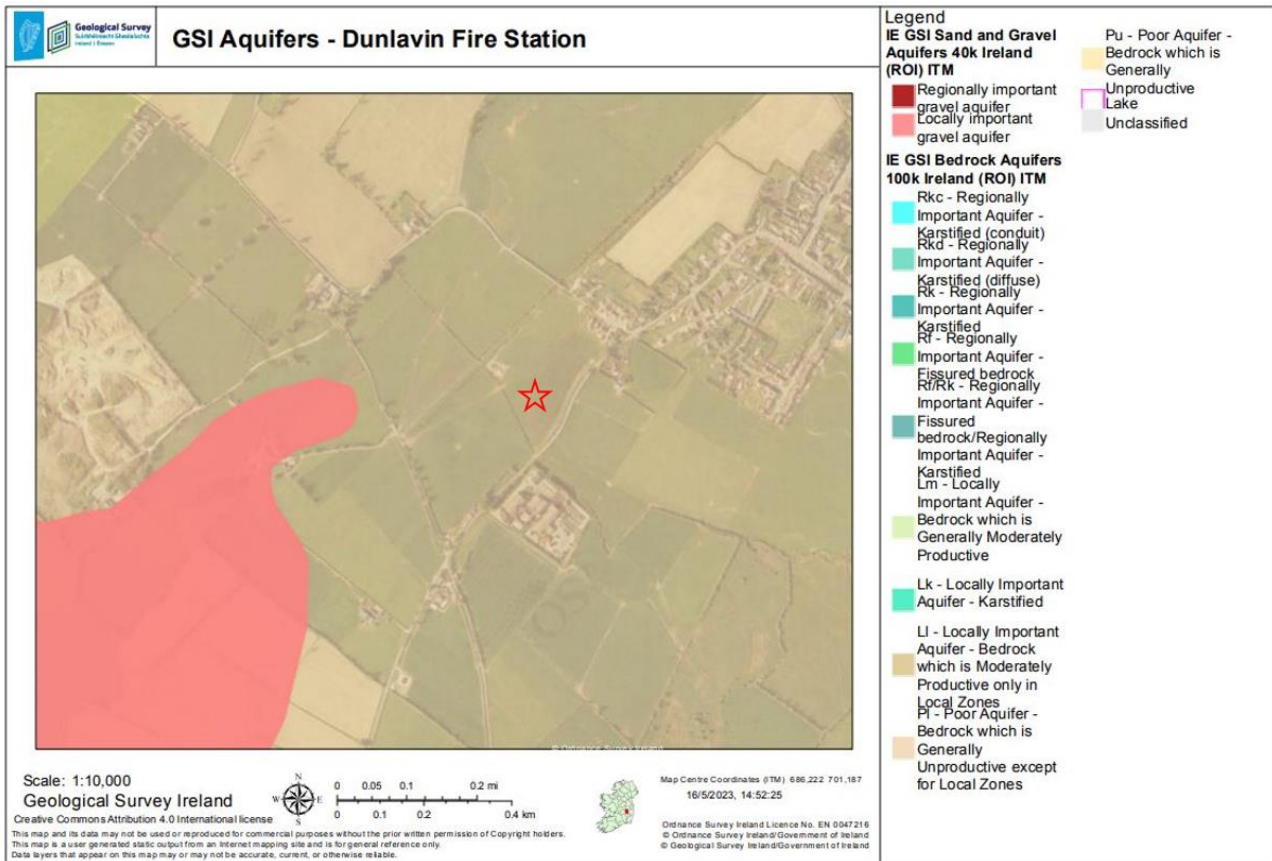 Geological Survey
Suirbhéireacht Gheolaíochta
Ireland | Éireann
GSI Aquifers - Dunlavin Fire Station
© Ordnance Survey Ireland
Legend
IE GSI Sand and Gravel
Aquifers 40k Ireland
(ROI) ITM
Regionally important
gravel aquifer
Locally important
gravel aquifer
IE GSI Bedrock Aquifers
100k Ireland (ROI) ITM
Rkc - Regionally
Important Aquifer -
Karstified (conduit)
Rkd - Regionally
Important Aquifer -
Karstified (diffuse)
Rk - Regionally
Important Aquifer -
Karstified
Rf - Regionally
Important Aquifer -
Fissured bedrock
Rf/Rk - Regionally
Important Aquifer -
Fissured
bedrock/Regionally
Important Aquifer -
Karstified
Lm - Locally
Important Aquifer -
Bedrock which is
Generally Moderately
Productive
Lk - Locally Important
Aquifer - Karstified
Ll - Locally Important
Aquifer - Bedrock
which is Moderately
Productive only in
Local Zones
Pl - Poor Aquifer -
Bedrock which is
Generally
Unproductive except
for Local Zones
Pu - Poor Aquifer -
Bedrock which is
Generally
Unproductive
Lake
Unclassified
Scale: 1:10,000
Geological Survey Ireland
Creative Commons Attribution 4.0 International license
This map and its data may not be used or reproduced for commercial purposes without the prior written permission of Copyright holders.
This map is a user generated static output from an Internet mapping site and is for general reference only.
Data layers that appear on this map may or may not be accurate, current, or otherwise reliable.
N
W E
S
0 0.05 0.1 0.2 mi
0 0.1 0.2 0.4 km
Map Centre Coordinates (ITM) 686,222 701,187
16/5/2023, 14:52:25
Ordnance Survey Ireland Licence No. EN 0047216
© Ordnance Survey Ireland/Government of Ireland
© Geological Survey Ireland/Government of Ireland